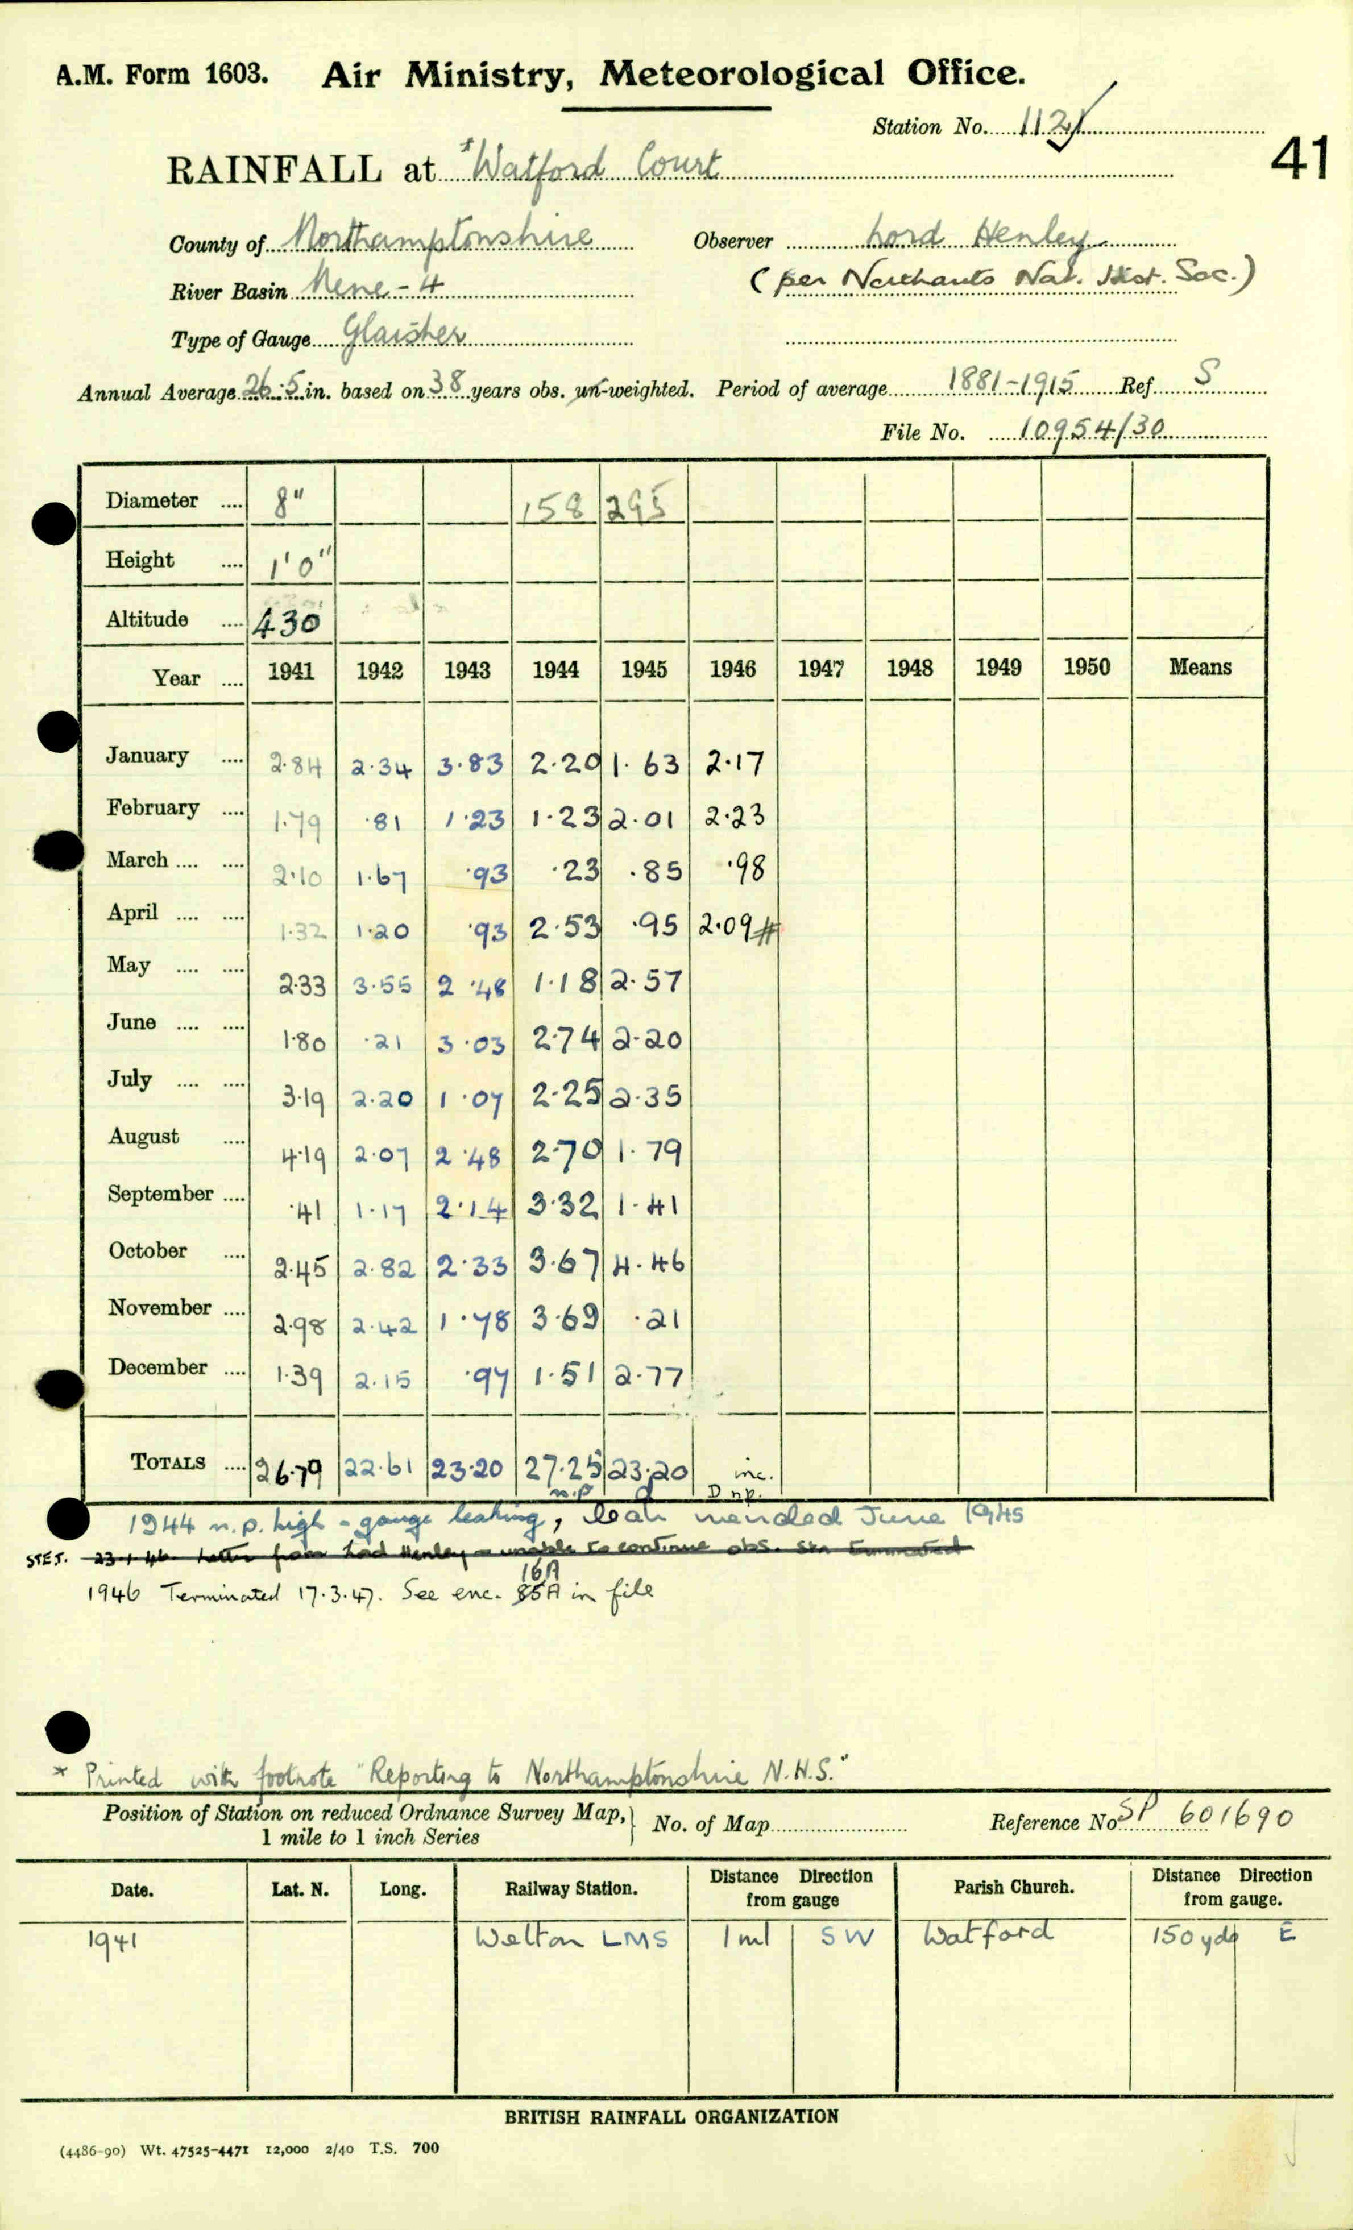 A.M. Form 1603. Air Ministry, Meteorological Office.
Station No. 1121
41
RAINFALL at *Watford Court
County of Northamptonshire Observer Lord Henley
River Basin Nene - 4 (per Northants Nat. Hist. Soc.)
Type of Gauge Glaisher
Annual Average 26.5 in. based on 38 years obs. un-weighted. Period of average 1881-1915 Ref. S
File No. 10954/30
Diameter .... 8" 158 295
Height .... 1'0"
Altitude .... 430
Year .... 1941 1942 1943 1944 1945 1946 1947 1948 1949 1950 Means
January .... 2.84 2.34 3.83 2.20 1.63 2.17
February .... 1.79 .81 1.23 1.23 2.01 2.23
March .... .... 2.10 1.67 .93 .23 .85 .98
April .... .... 1.32 1.20 .93 2.53 .95 2.09#
May .... .... 2.33 3.55 2.48 1.18 2.57
June .... .... 1.80 .21 3.03 2.74 2.20
July .... .... 3.19 2.20 1.07 2.25 2.35
August .... 4.19 2.07 2.48 2.70 1.79
September .... .41 1.17 2.14 3.32 1.41
October .... 2.45 2.82 2.33 3.67 4.46
November .... 2.98 2.42 1.78 3.69 .21
December .... 1.39 2.15 .97 1.51 2.77
TOTALS .... 26.79 22.61 23.20 27.25 23.20 inc.
n.p. D n.p.
1944 n.p. high - gauge leaking, leak mended June 1945
STET. 23.1.46. Letter from Lord Henley - unable to continue obs. Stn terminated
16A
1946 Terminated 17.3.47. See enc. 85A in file
* Printed with footnote "Reporting to Northamptonshire N.H.S."
Position of Station on reduced Ordnance Survey Map, } No. of Map Reference No SP 601690
1 mile to 1 inch Series
Date. Lat. N. Long. Railway Station. Distance Direction from gauge Parish Church. Distance Direction from gauge.
1941 Welton LMS 1 ml SW Watford 150 yds E
BRITISH RAINFALL ORGANIZATION
(4486-90) Wt. 47525-4471 12,000 2/40 T.S. 700